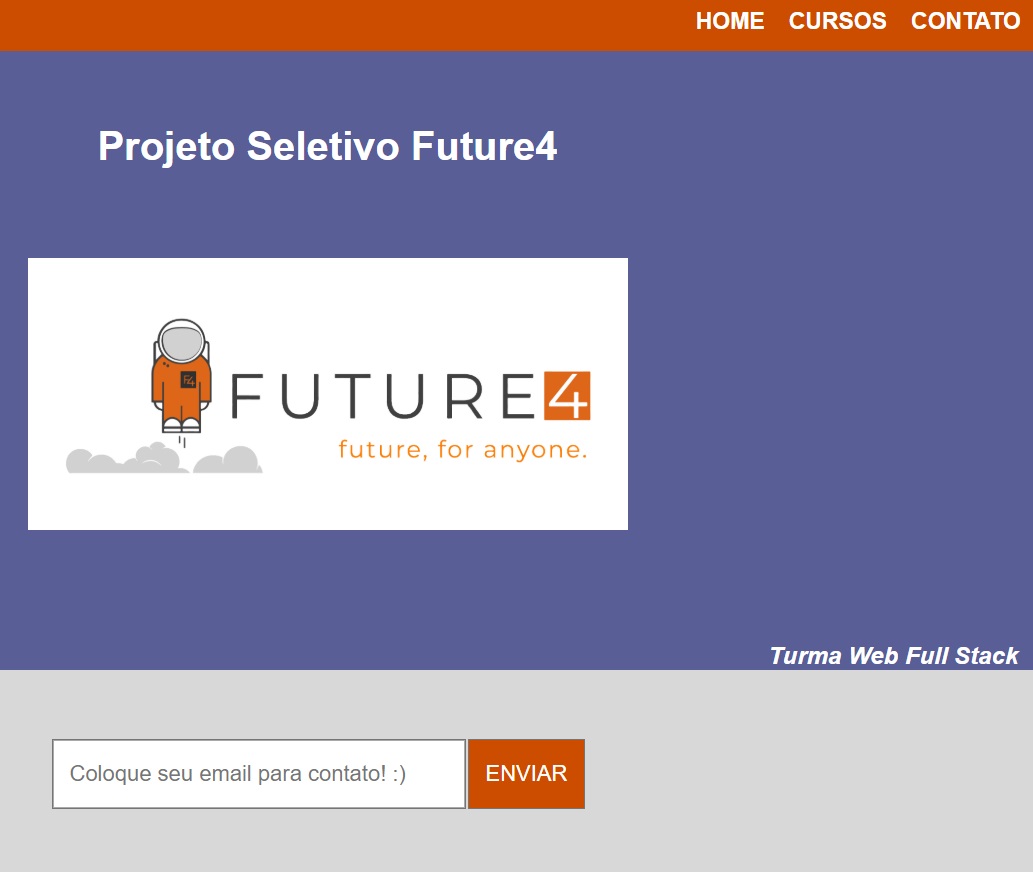 HOME CURSOS CONTATO
Projeto Seletivo Future4
F4
FUTURE4
future, for anyone.
Turma Web Full Stack
Coloque seu email para contato! :) ENVIAR